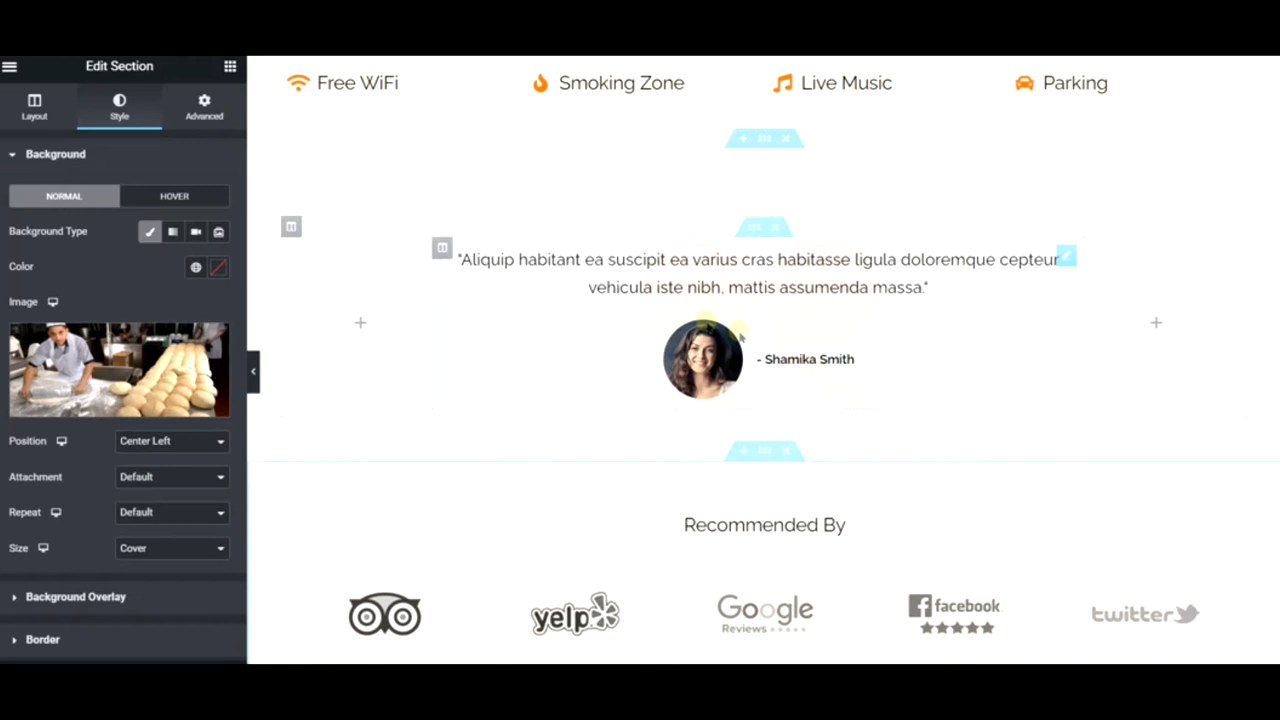 Edit Section
Layout
Style
Advanced
Background
NORMAL
HOVER
Background Type
Color
Image
Position
Center Left
Attachment
Default
Repeat
Default
Size
Cover
Background Overlay
Border
Free WiFi
Smoking Zone
Live Music
Parking
"Aliquip habitant ea suscipit ea varius cras habitasse ligula doloremque cepteur
vehicula iste nibh, mattis assumenda massa."
- Shamika Smith
Recommended By
yelp
Google
Reviews
facebook
twitter